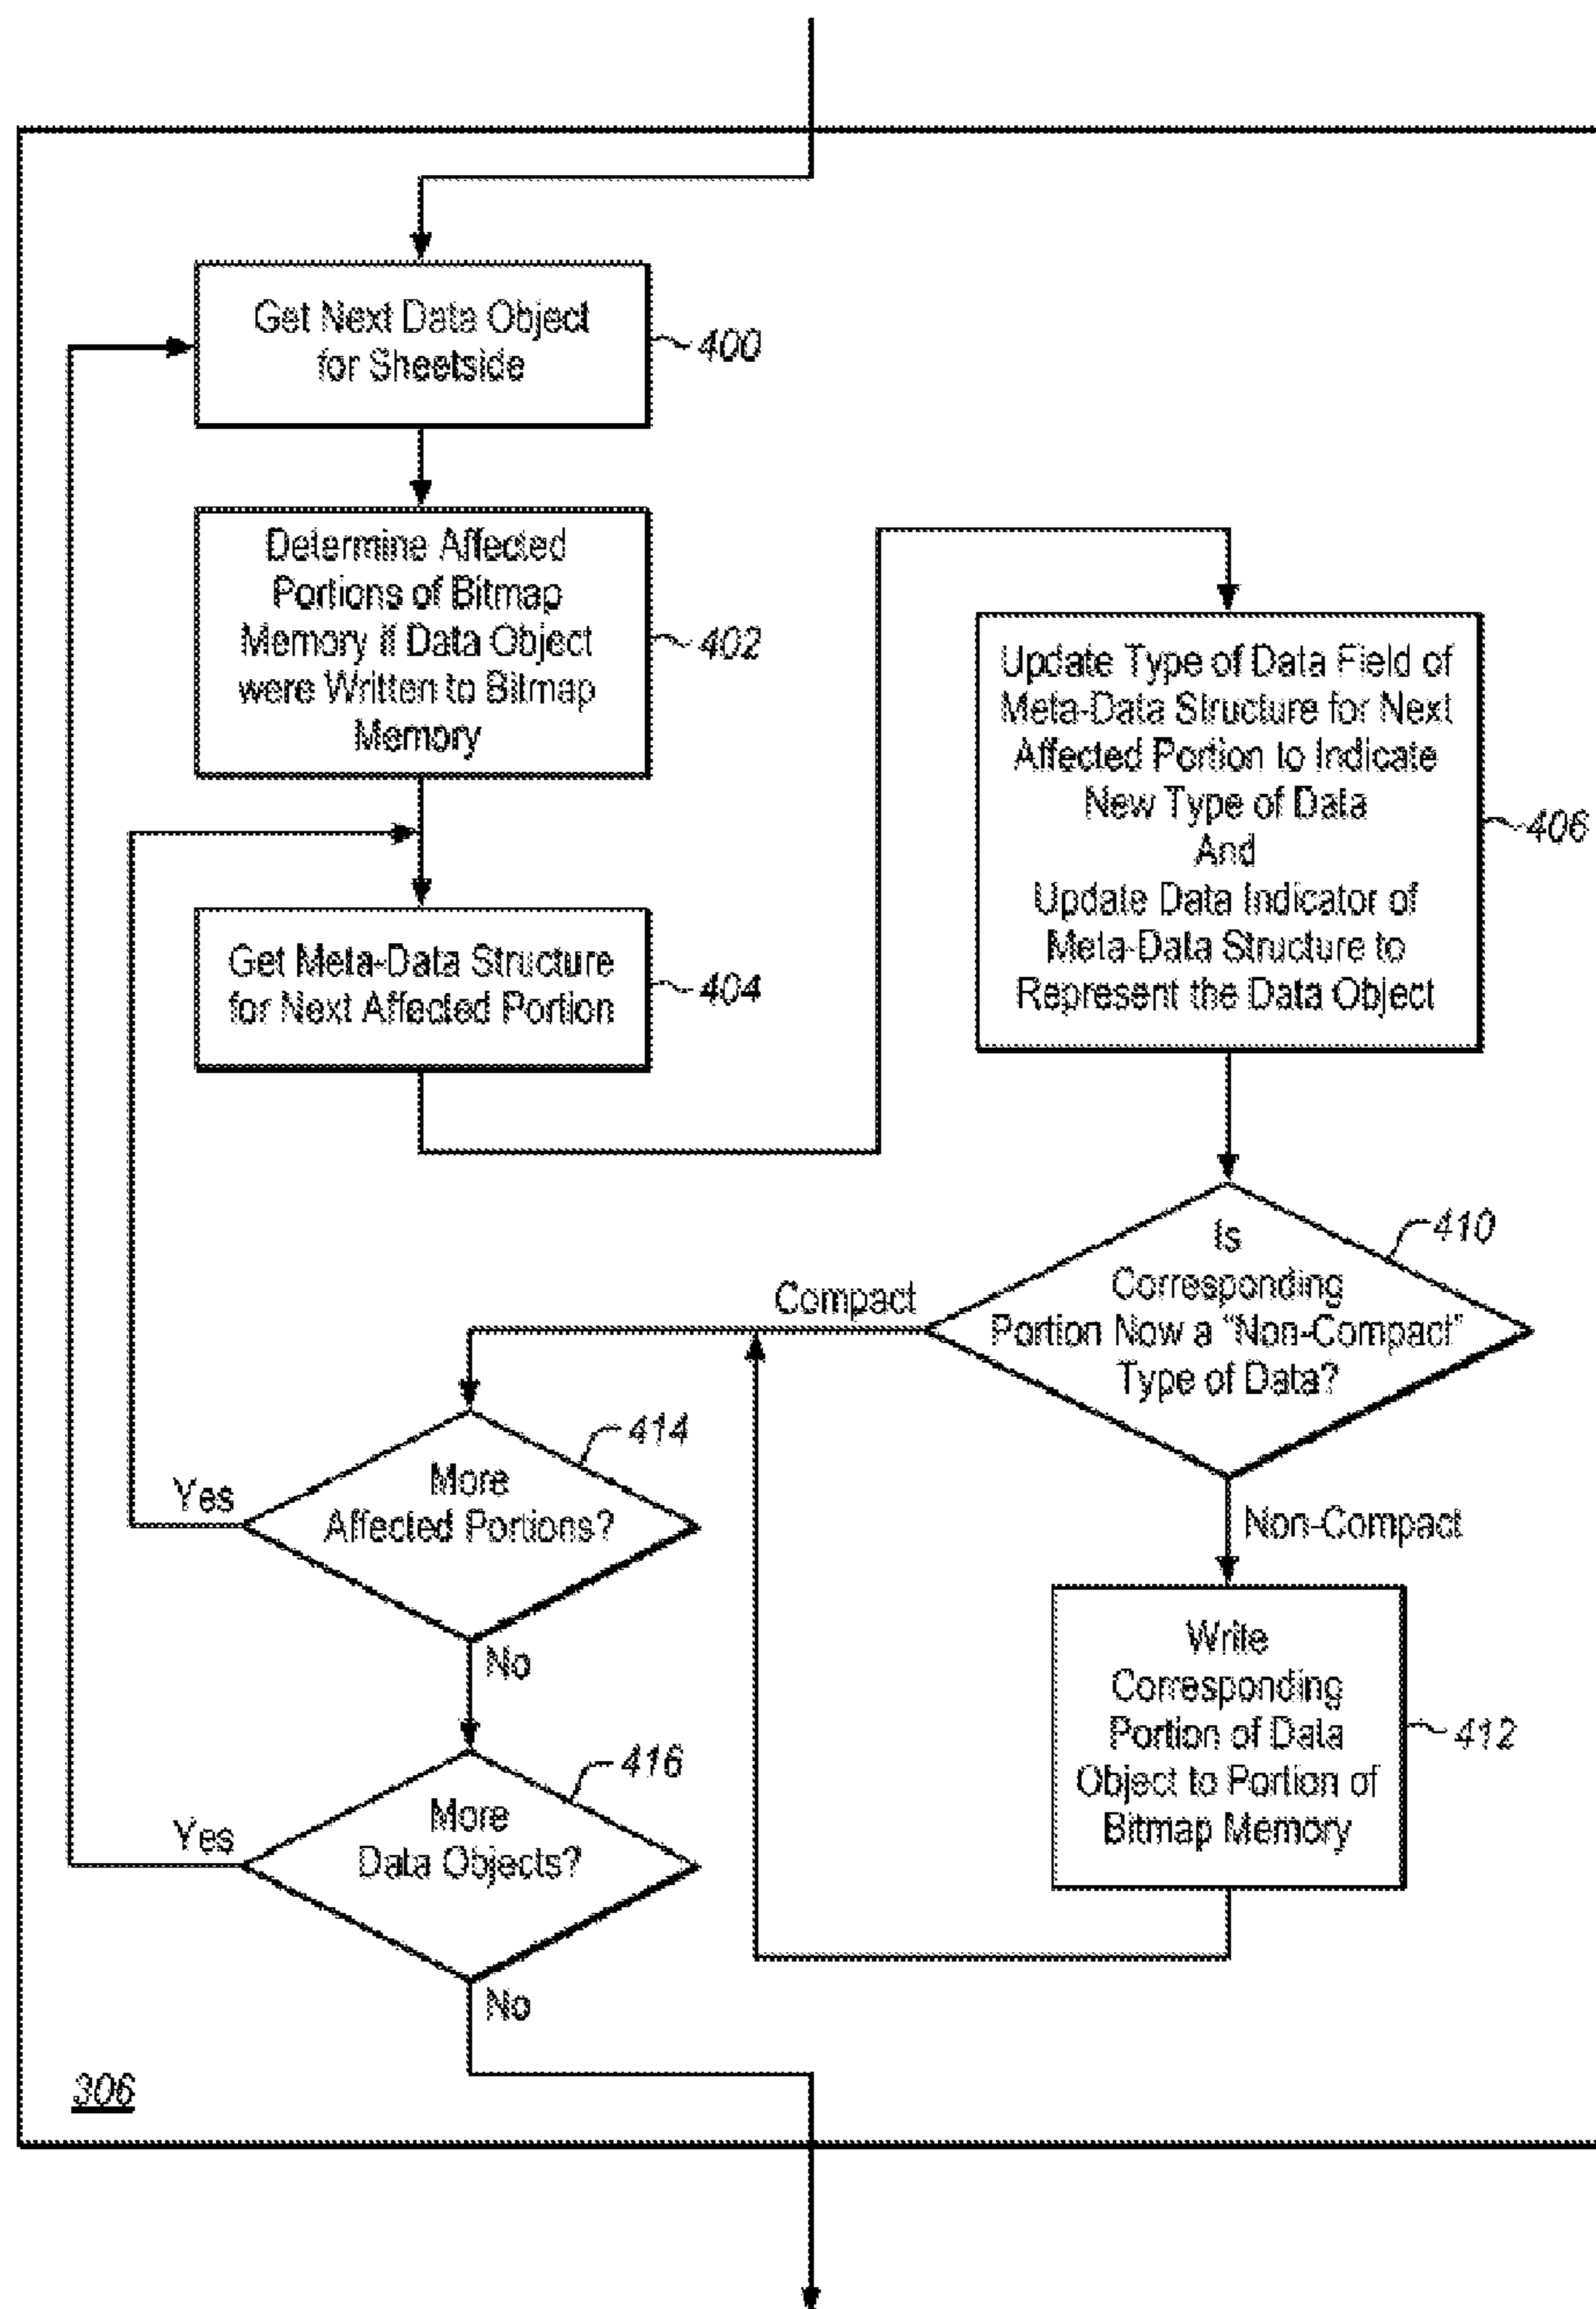 Get Next Data Object
for Sheetside
400
Determine Affected
Portions of Bitmap
Memory if Data Object
were Written to Bitmap
Memory
402
Get Meta-Data Structure
for Next Affected Portion
404
Update Type of Data Field of
Meta-Data Structure for Next
Affected Portion to Indicate
New Type of Data
And
Update Data Indicator of
Meta-Data Structure to
Represent the Data Object
406
Is
Corresponding
Portion Now a "Non-Compact"
Type of Data?
410
Compact
Non-Compact
Write
Corresponding
Portion of Data
Object to Portion of
Bitmap Memory
412
More
Affected Portions?
414
Yes
No
More
Data Objects?
416
Yes
No
306